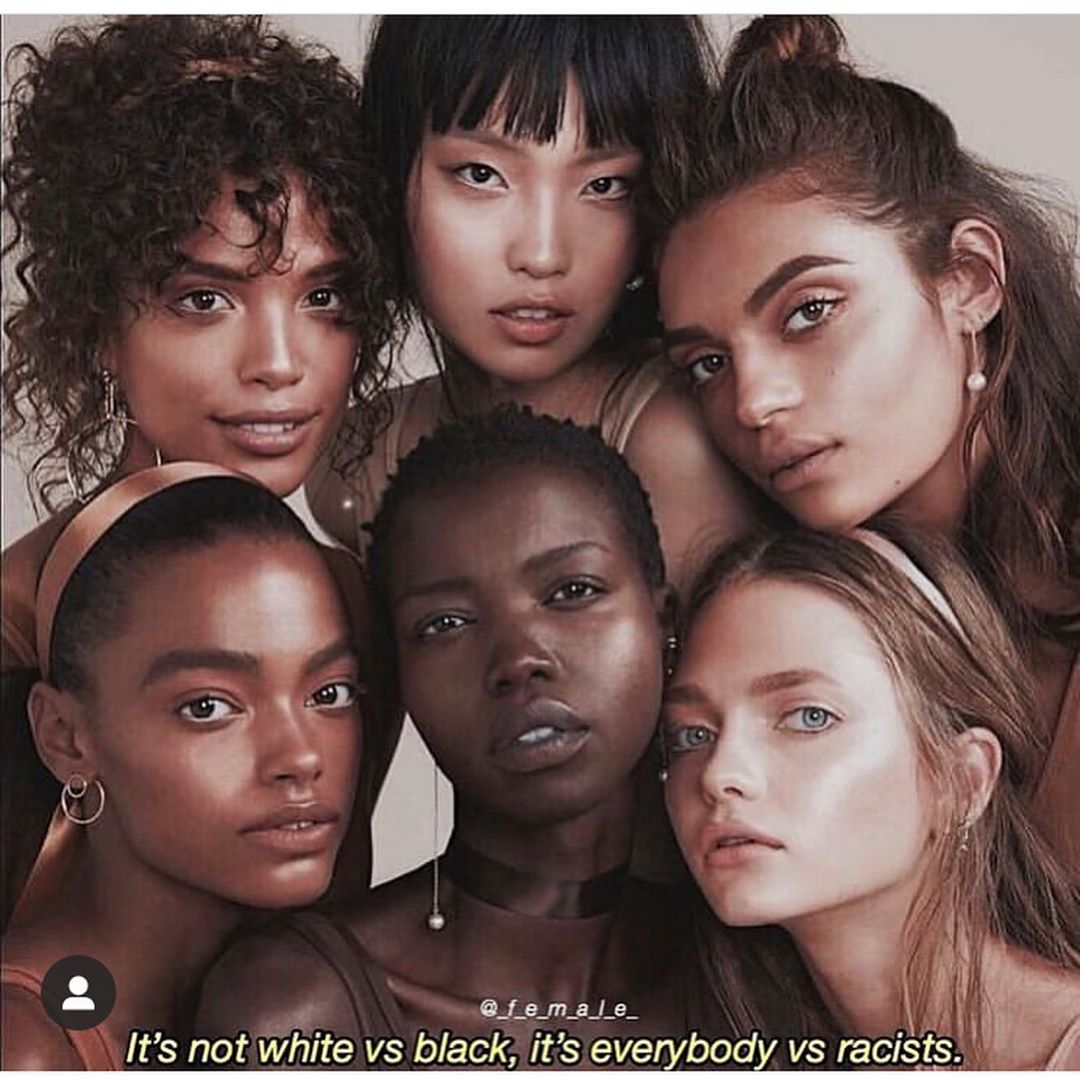 @_f_e_m_a_l_e_
It's not white vs black, it's everybody vs racists.